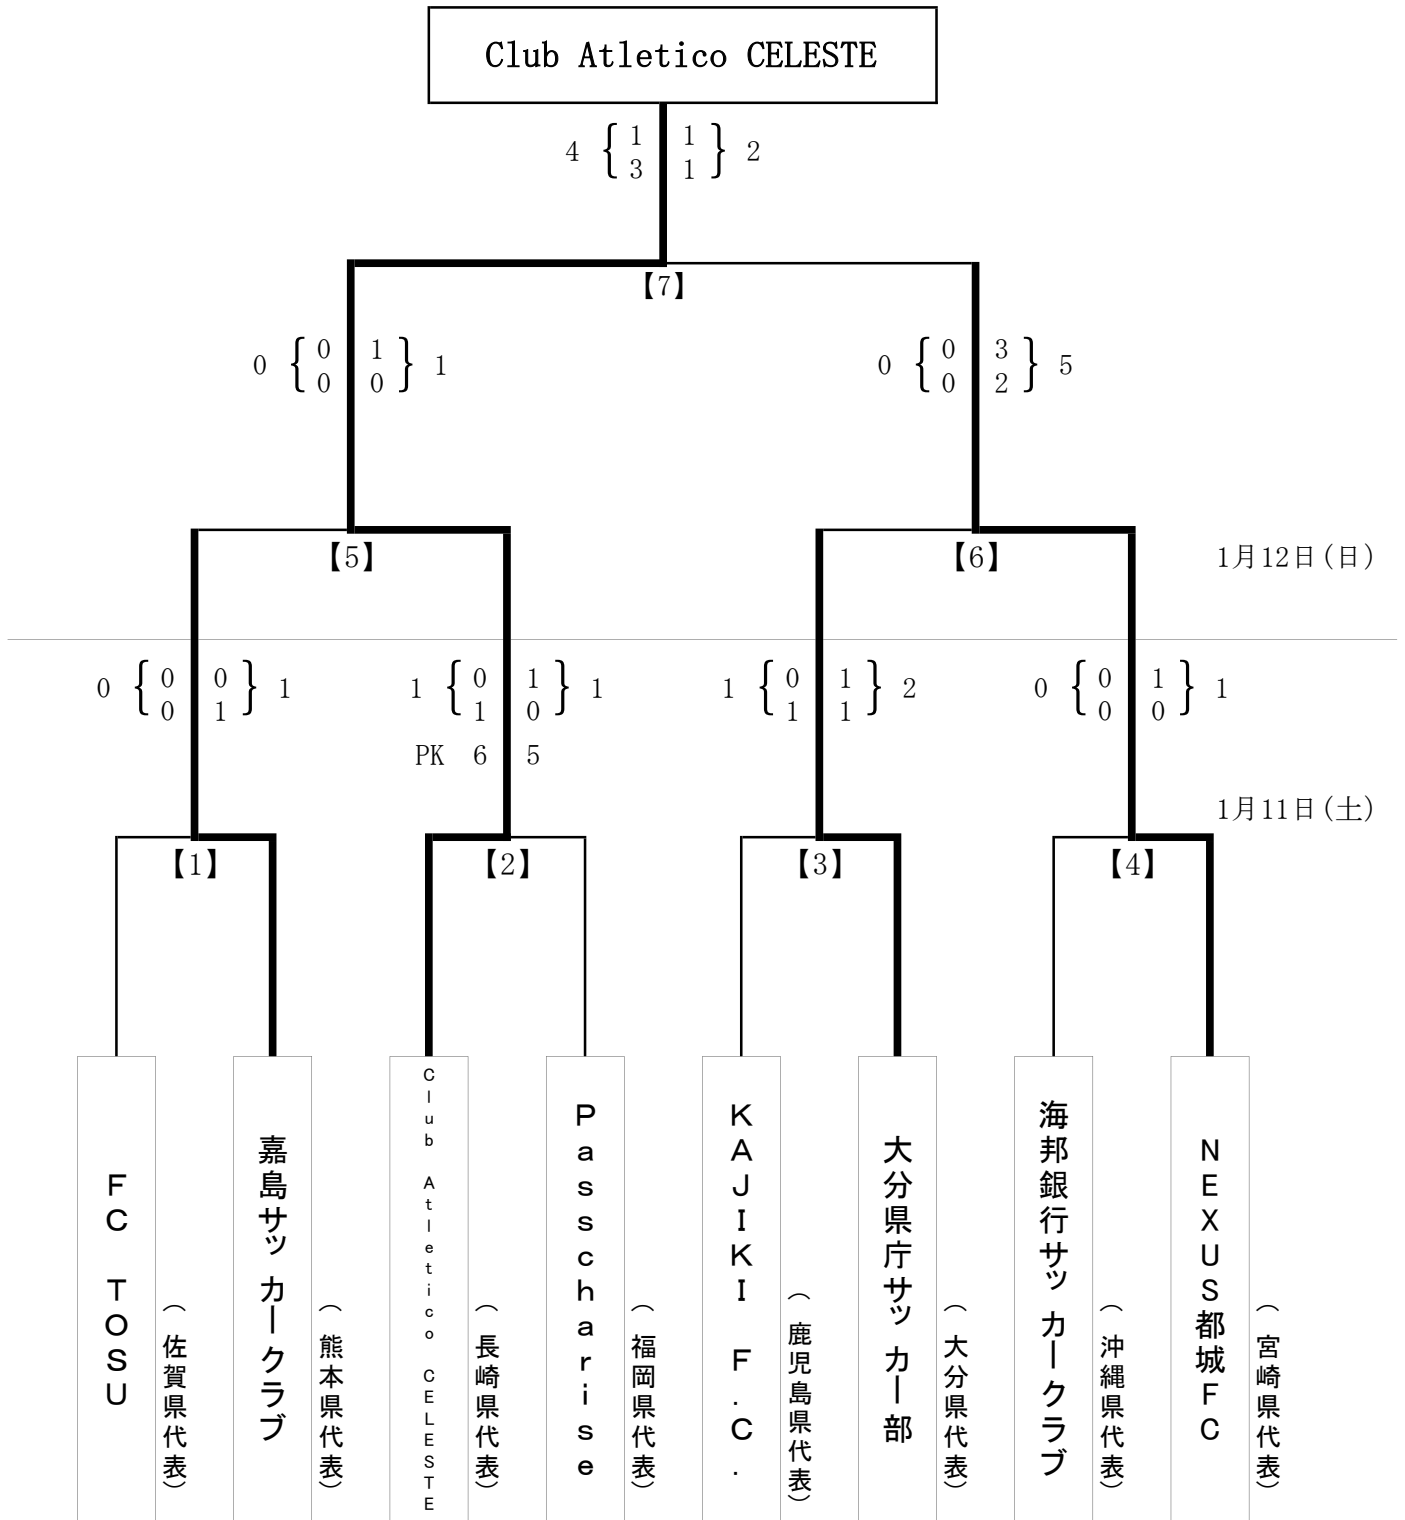 Club Atletico CELESTE
4 { 1 1 } 2
3 1
【7】
0 { 0 1 } 1
0 0
0 { 0 3 } 5
0 2
【5】
【6】
1月12日(日)
0 { 0 0 } 1
0 1
1 { 0 1 } 1
1 0
PK 6 5
1 { 0 1 } 2
1 1
0 { 0 1 } 1
0 0
1月11日(土)
【1】
【2】
【3】
【4】
FC TOSU
(佐賀県代表)
嘉島サッカークラブ
(熊本県代表)
Club Atletico CELESTE
(長崎県代表)
Passcharise
(福岡県代表)
KAJIKI F.C.
(鹿児島県代表)
大分県庁サッカー部
(大分県代表)
海邦銀行サッカークラブ
(沖縄県代表)
NEXUS都城FC
(宮崎県代表)